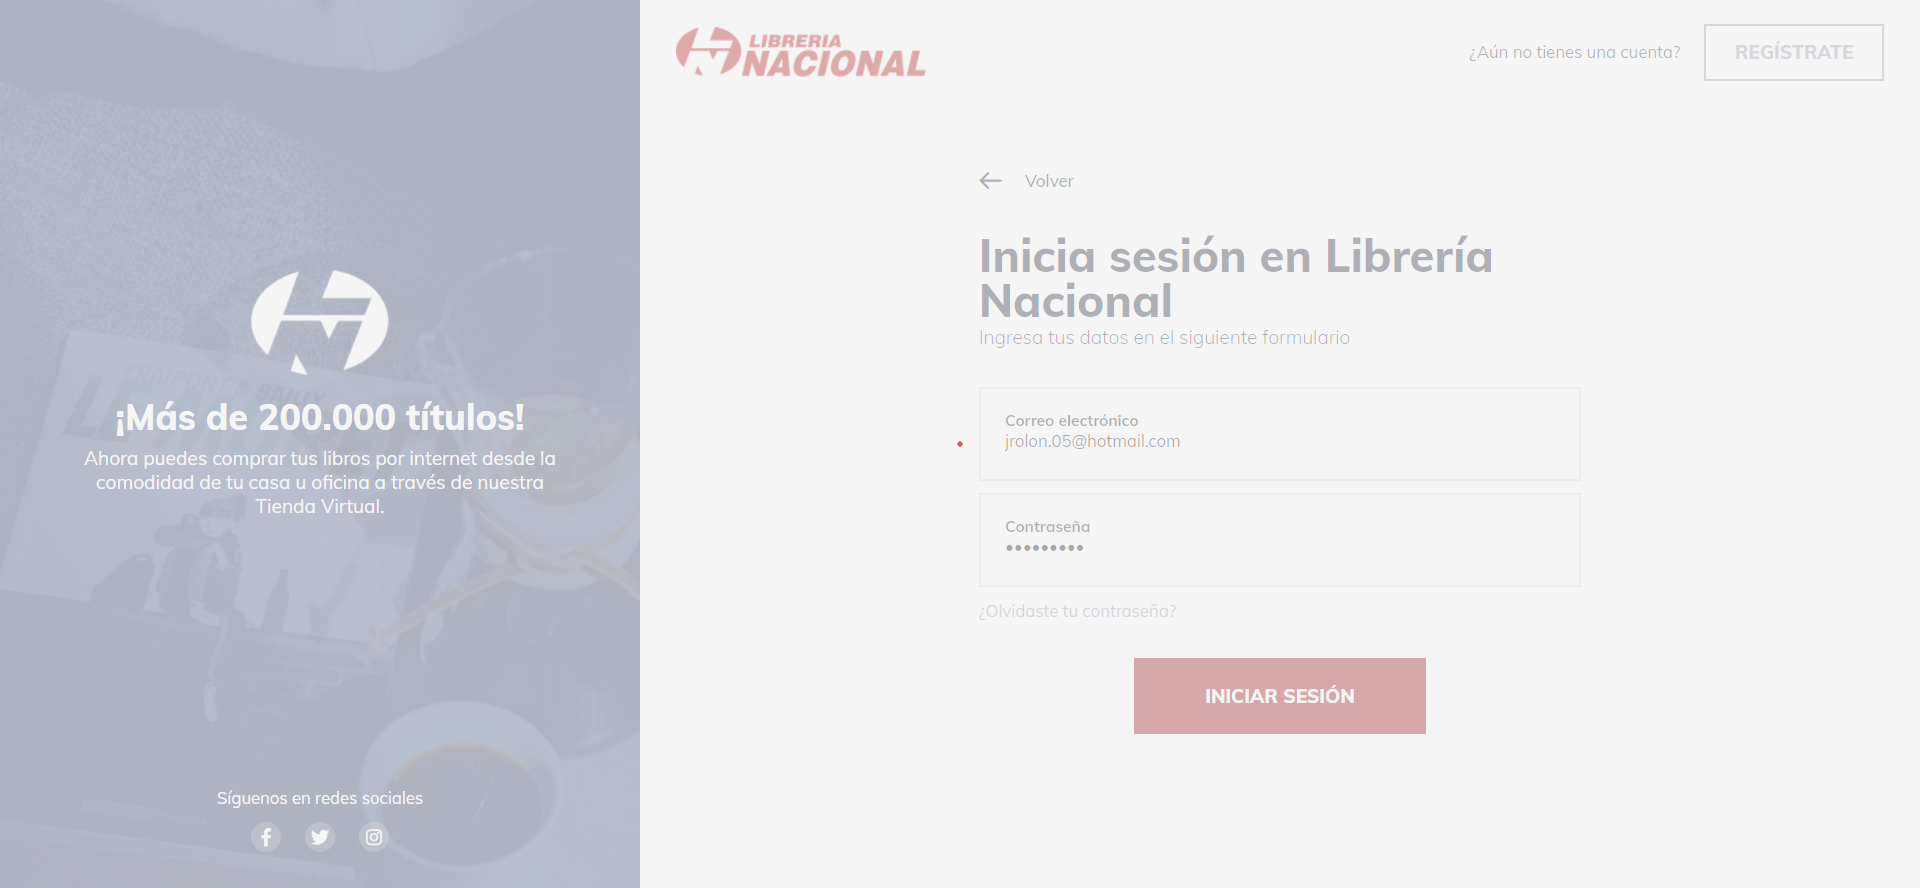 LIBRERIA
NACIONAL
¿Aún no tienes una cuenta?
REGÍSTRATE
Volver
Inicia sesión en Librería
Nacional
Ingresa tus datos en el siguiente formulario
Correo electrónico
jrolon.05@hotmail.com
Contraseña
•••••••••
¿Olvidaste tu contraseña?
INICIAR SESIÓN
FRAIPONT • BAILLY
¡Más de 200.000 títulos!
Ahora puedes comprar tus libros por internet desde la
comodidad de tu casa u oficina a través de nuestra
Tienda Virtual.
Síguenos en redes sociales